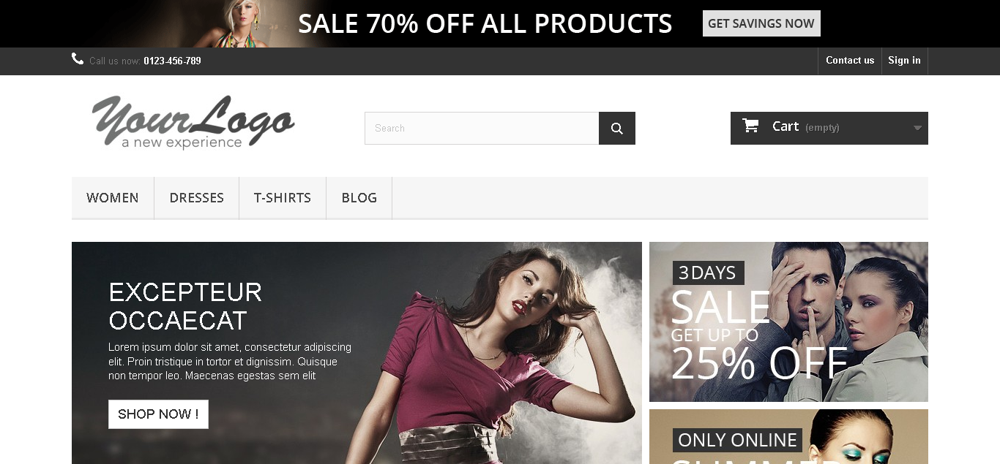 SALE 70% OFF ALL PRODUCTS
GET SAVINGS NOW
Call us now: 0123-456-789
Contact us
Sign in
YourLogo
a new experience
Search
Cart (empty)
WOMEN
DRESSES
T-SHIRTS
BLOG
EXCEPTEUR
OCCAECAT
Lorem ipsum dolor sit amet, consectetur adipiscing
elit. Proin tristique in tortor et dignissim. Quisque
non tempor leo. Maecenas egestas sem elit
SHOP NOW !
3 DAYS
SALE
GET UP TO
25% OFF
ONLY ONLINE